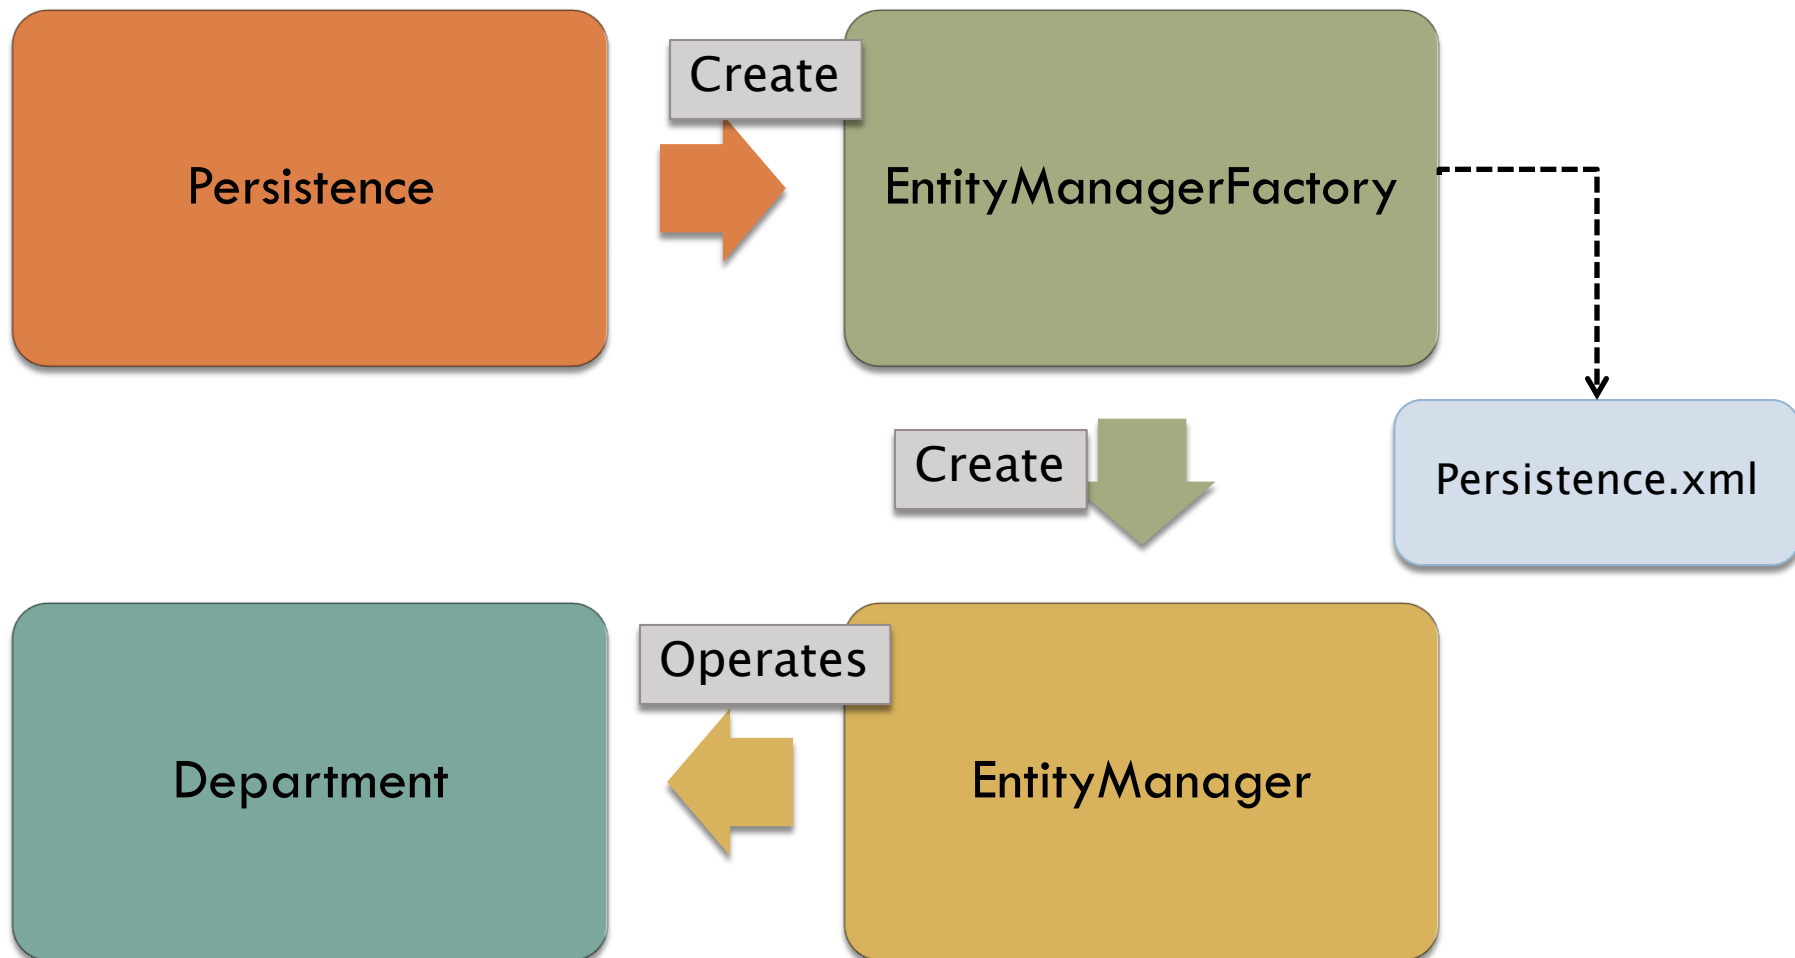 Persistence
Create
EntityManagerFactory
Create
Persistence.xml
Department
Operates
EntityManager